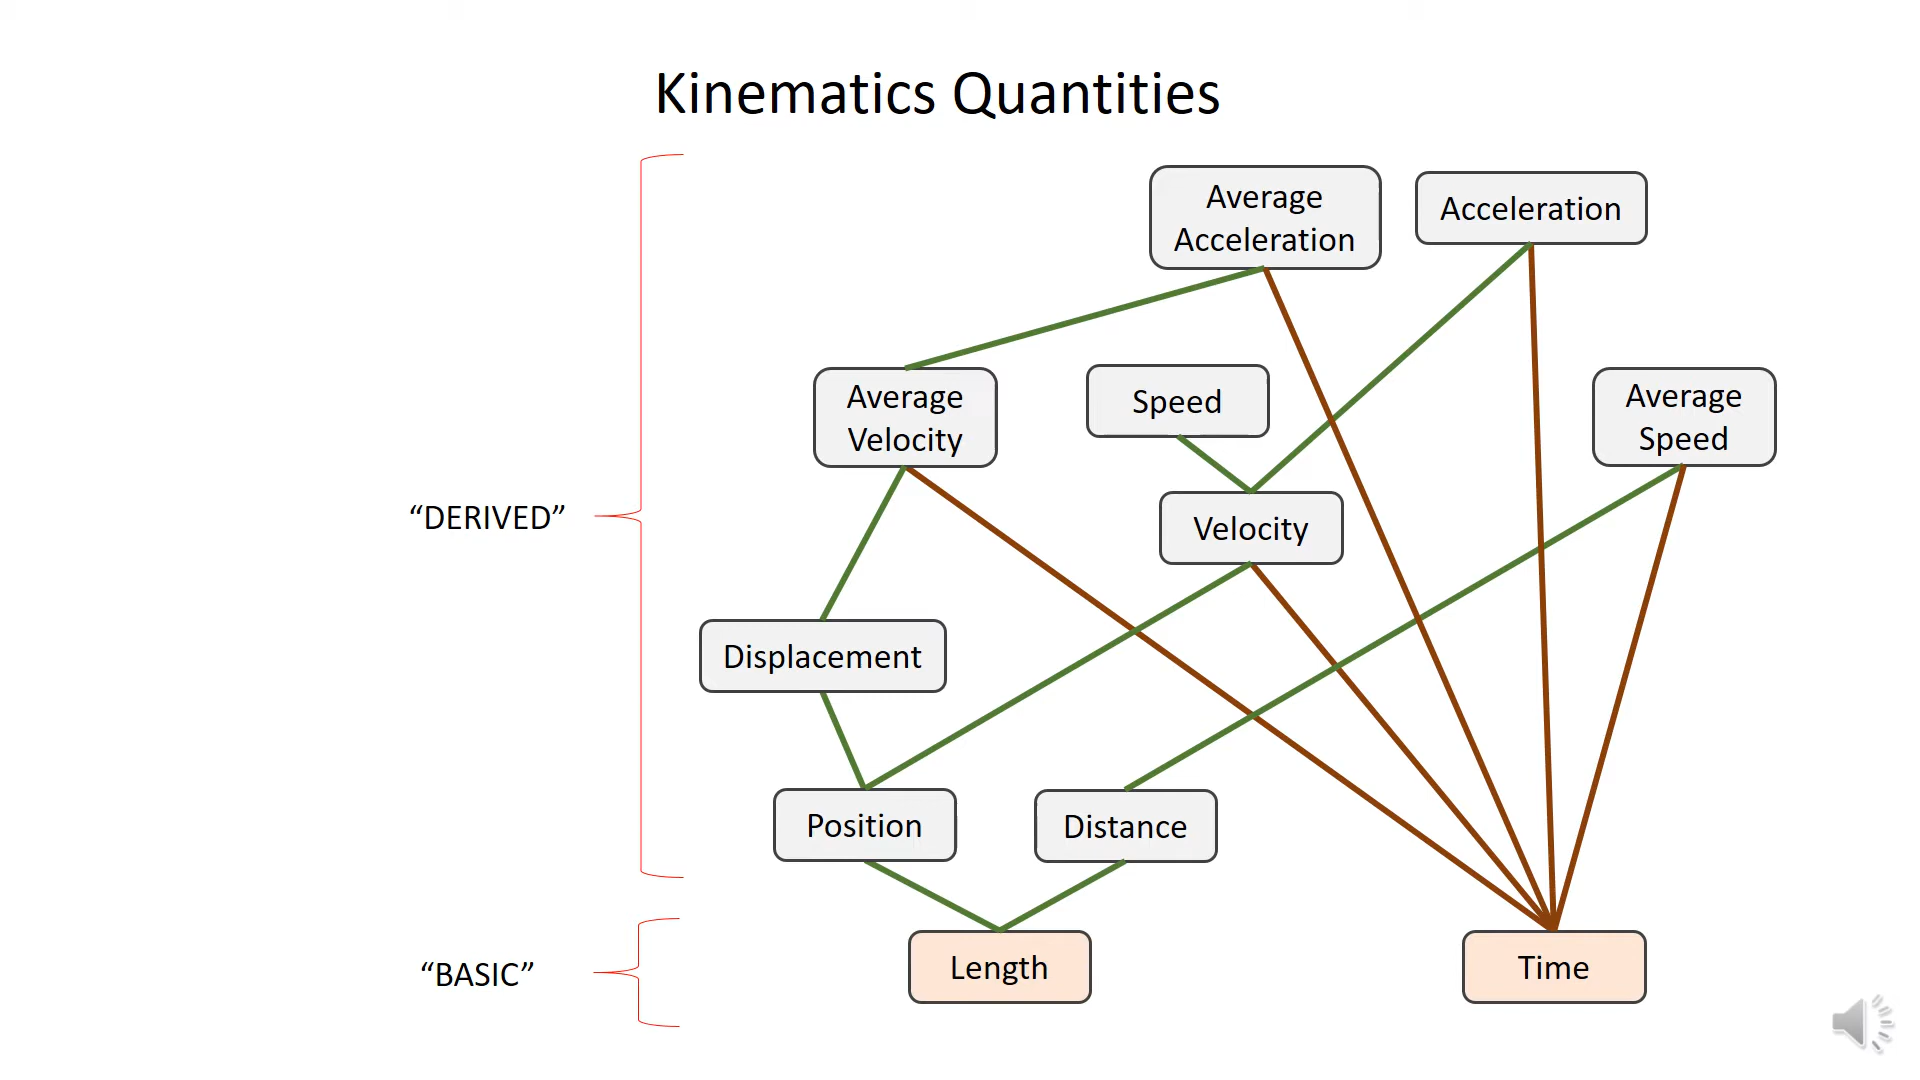 Kinematics Quantities
Average
Acceleration
Acceleration
Average
Velocity
Speed
Average
Speed
“DERIVED”
Velocity
Displacement
Position
Distance
“BASIC”
Length
Time